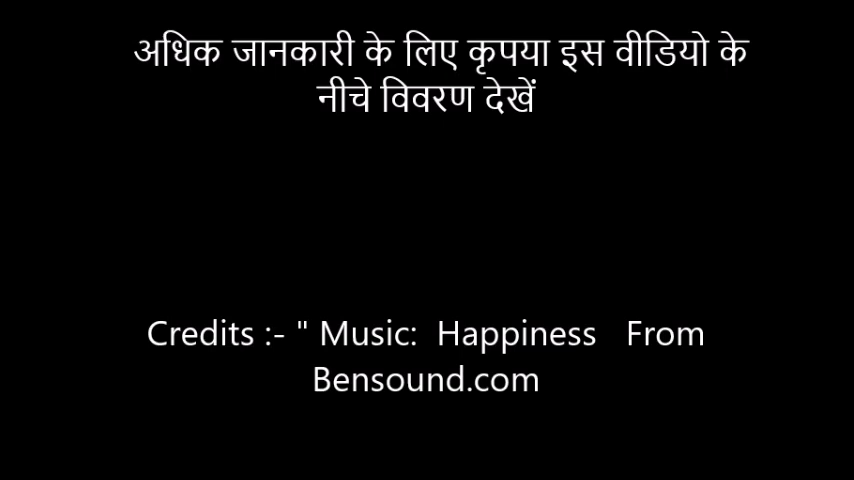 अधिक जानकारी के लिए कृपया इस वीडियो के
नीचे विवरण देखें
Credits :- " Music:  Happiness   From
Bensound.com